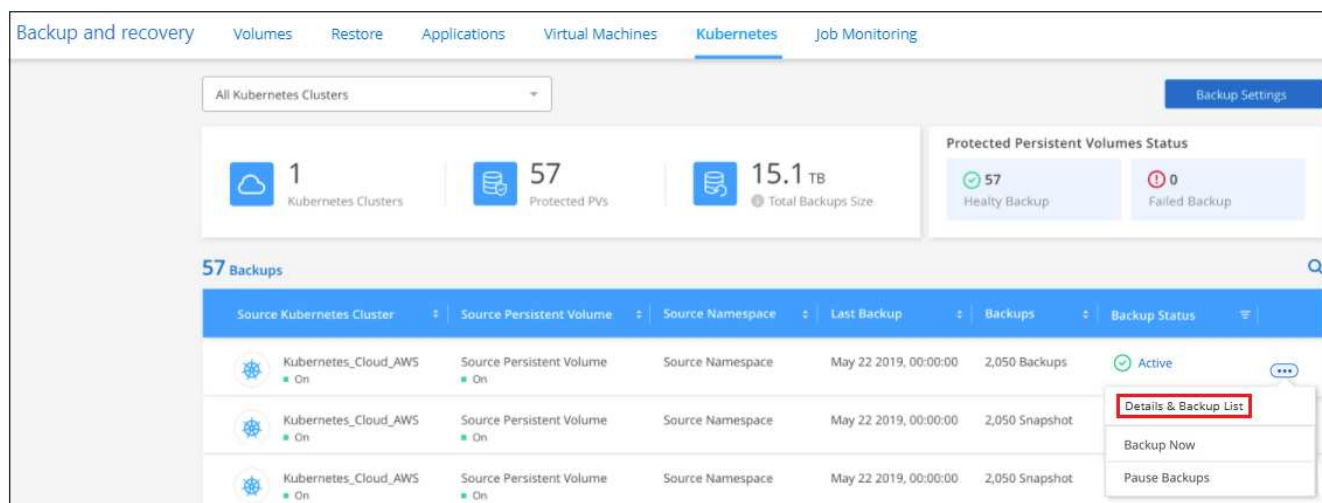 Backup and recovery Volumes Restore Applications Virtual Machines Kubernetes Job Monitoring
All Kubernetes Clusters Backup Settings
1 57 15.1 TB
Kubernetes Clusters Protected PVs Total Backups Size
Protected Persistent Volumes Status
57 0
Healty Backup Failed Backup
57 Backups
Source Kubernetes Cluster Source Persistent Volume Source Namespace Last Backup Backups Backup Status
Kubernetes_Cloud_AWS Source Persistent Volume Source Namespace May 22 2019, 00:00:00 2,050 Backups Active
On On
Details & Backup List
Kubernetes_Cloud_AWS Source Persistent Volume Source Namespace May 22 2019, 00:00:00 2,050 Snapshot
On On
Backup Now
Kubernetes_Cloud_AWS Source Persistent Volume Source Namespace May 22 2019, 00:00:00 2,050 Snapshot Pause Backups
On On